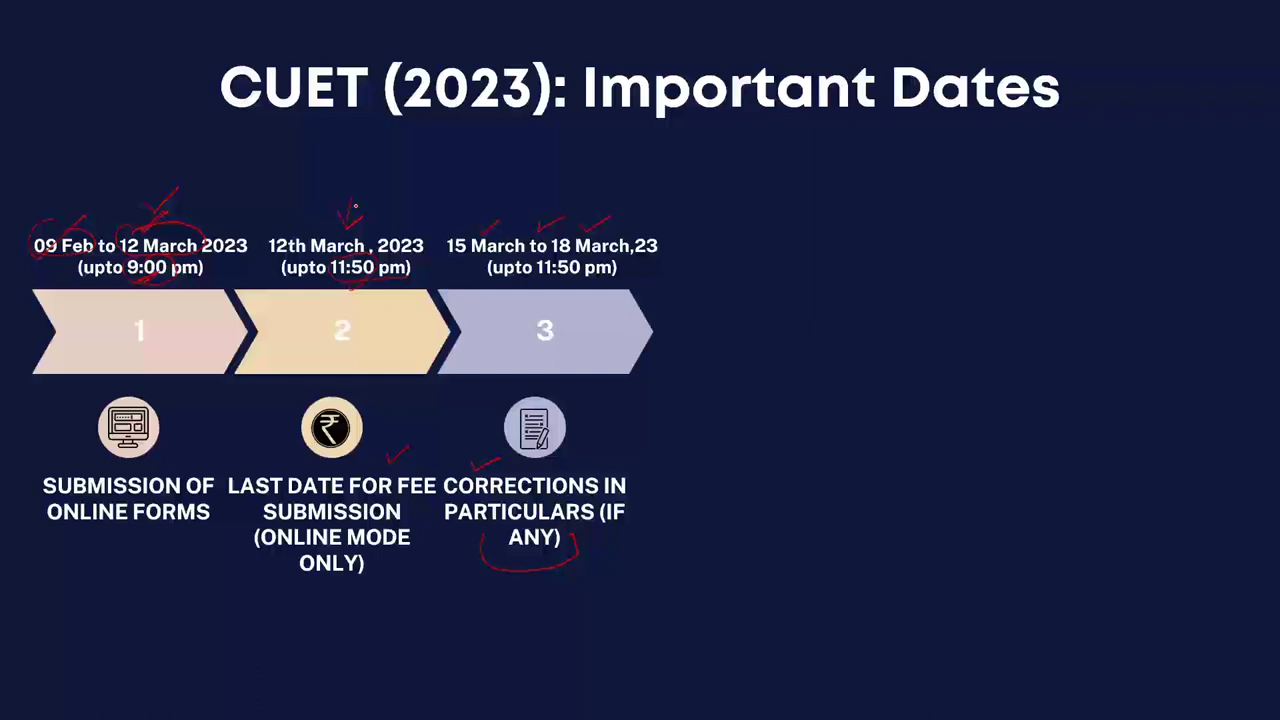 CUET (2023): Important Dates
09 Feb to 12 March 2023
(upto 9:00 pm)
12th March , 2023
(upto 11:50 pm)
15 March to 18 March,23
(upto 11:50 pm)
1
2
3
₹
SUBMISSION OF
ONLINE FORMS
LAST DATE FOR FEE
SUBMISSION
(ONLINE MODE
ONLY)
CORRECTIONS IN
PARTICULARS (IF
ANY)